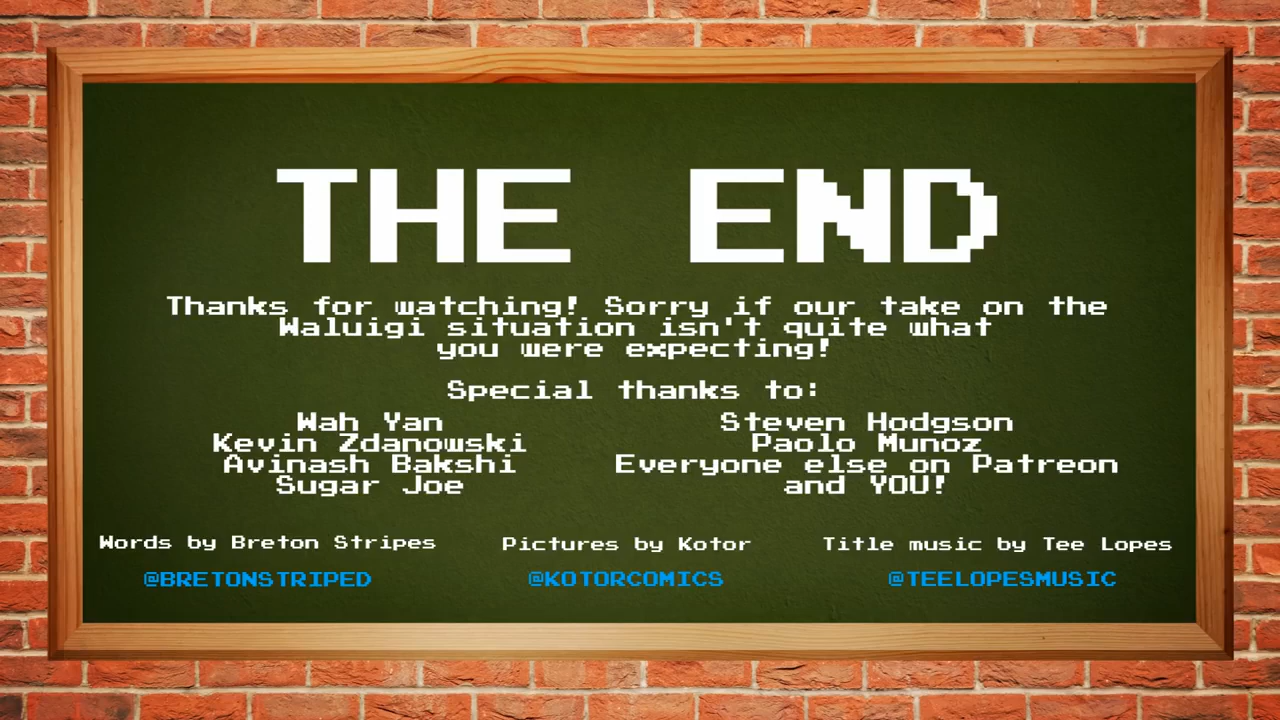 THE END
Thanks for watching! Sorry if our take on the
Waluigi situation isn't quite what
you were expecting!
Special thanks to:
Wah Yan
Kevin Zdanowski
Avinash Bakshi
Sugar Joe
Steven Hodgson
Paolo Munoz
Everyone else on Patreon
and YOU!
Words by Breton Stripes
@BRETONSTRIPED
Pictures by Kotor
@KOTORCOMICS
Title music by Tee Lopes
@TEELOPESMUSIC